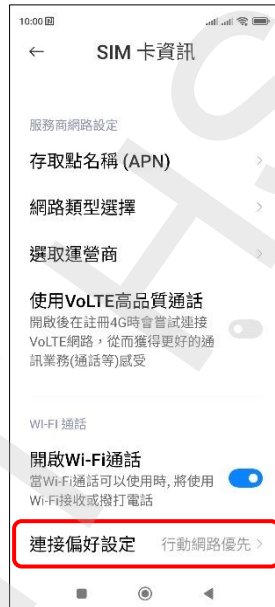 10:00
SIM 卡資訊
服務商網路設定
存取點名稱 (APN)
網路類型選擇
選取運營商
使用VoLTE高品質通話
開啟後在註冊4G時會嘗試連接
VoLTE網路，從而獲得更好的通
訊業務(通話等)感受
WI-FI 通話
開啟Wi-Fi通話
當Wi-Fi通話可以使用時, 將使用
Wi-Fi接收或撥打電話
連接偏好設定 行動網路優先